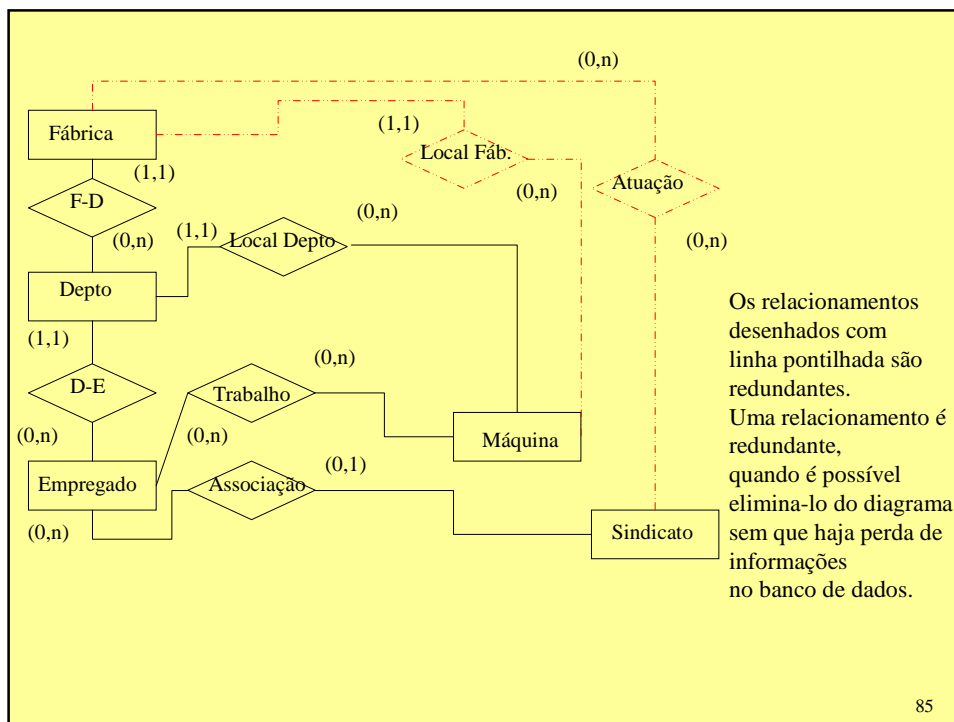 (0,n)
Fábrica
(1,1)
Local Fáb.
(1,1)
(0,n)
Atuação
F-D
(0,n)
(0,n)
(1,1)
Local Depto
(0,n)
Depto
(1,1)
Os relacionamentos
desenhados com
linha pontilhada são
redundantes.
Uma relacionamento é
redundante,
quando é possível
elimina-lo do diagrama
sem que haja perda de
informações
no banco de dados.
(0,n)
D-E
Trabalho
(0,n)
(0,n)
Máquina
(0,1)
Empregado
Associação
(0,n)
Sindicato
85